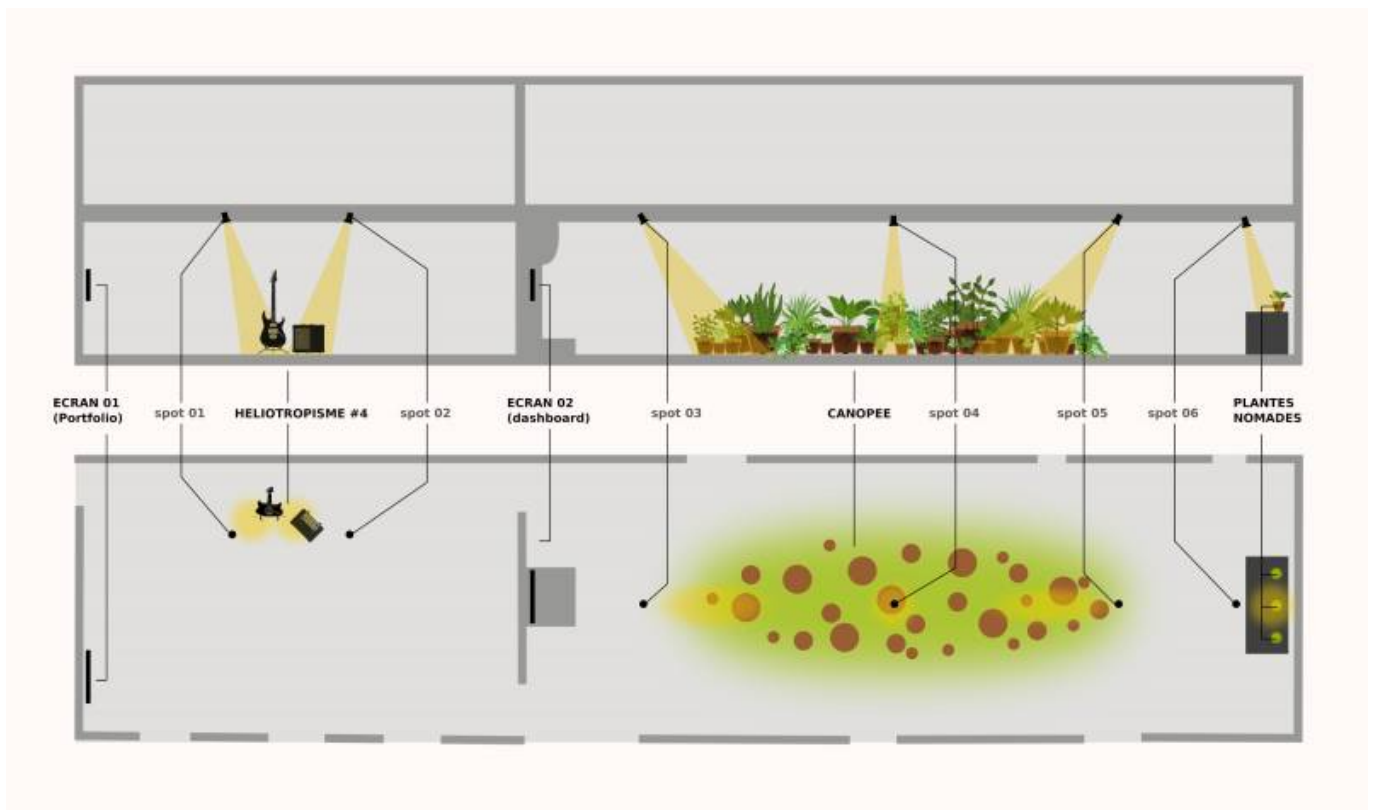 ECRAN 01
(Portfolio)
spot 01
HELIOTROPISME #4
spot 02
ECRAN 02
(dashboard)
spot 03
CANOPEE
spot 04
spot 05
spot 06
PLANTES
NOMADES